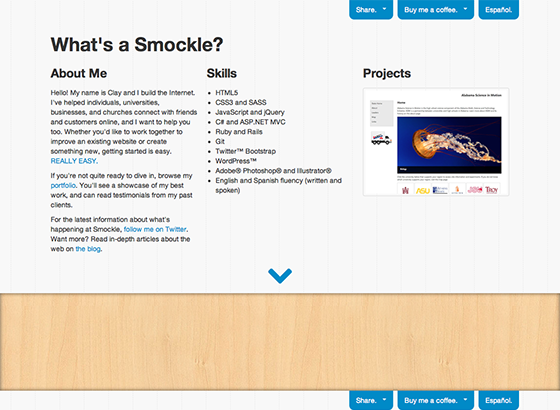 Share.
Buy me a coffee.
Español.
What's a Smockle?
About Me
Hello! My name is Clay and I build the Internet.
I've helped individuals, universities,
businesses, and churches connect with friends
and customers online, and I want to help you
too. Whether you'd like to work together to
improve an existing website or create
something new, getting started is easy.
REALLY EASY.
If you're not quite ready to dive in, browse my
portfolio. You'll see a showcase of my best
work, and can read testimonials from my past
clients.
For the latest information about what's
happening at Smockle, follow me on Twitter.
Want more? Read in-depth articles about the
web on the blog.
Skills
HTML5
CSS3 and SASS
JavaScript and jQuery
C# and ASP.NET MVC
Ruby and Rails
Git
Twitter™ Bootstrap
WordPress™
Adobe® Photoshop® and Illustrator®
English and Spanish fluency (written and
spoken)
Projects
Alabama Science in Motion
Home
ASU
TROY
Share.
Buy me a coffee.
Español.